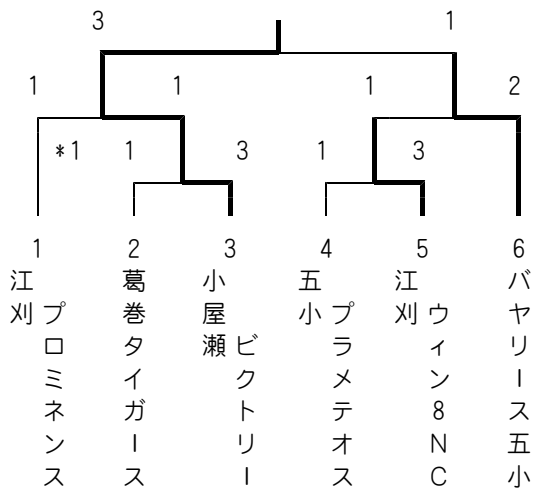 3 1
1 1 1 2
*1 1 3 1 3
1 2 3 4 5 6
江刈プロミネンス
葛巻タイガース
小屋瀬ビクトリー
五小プラメテオス
江刈ウィン8NC
バヤリース五小